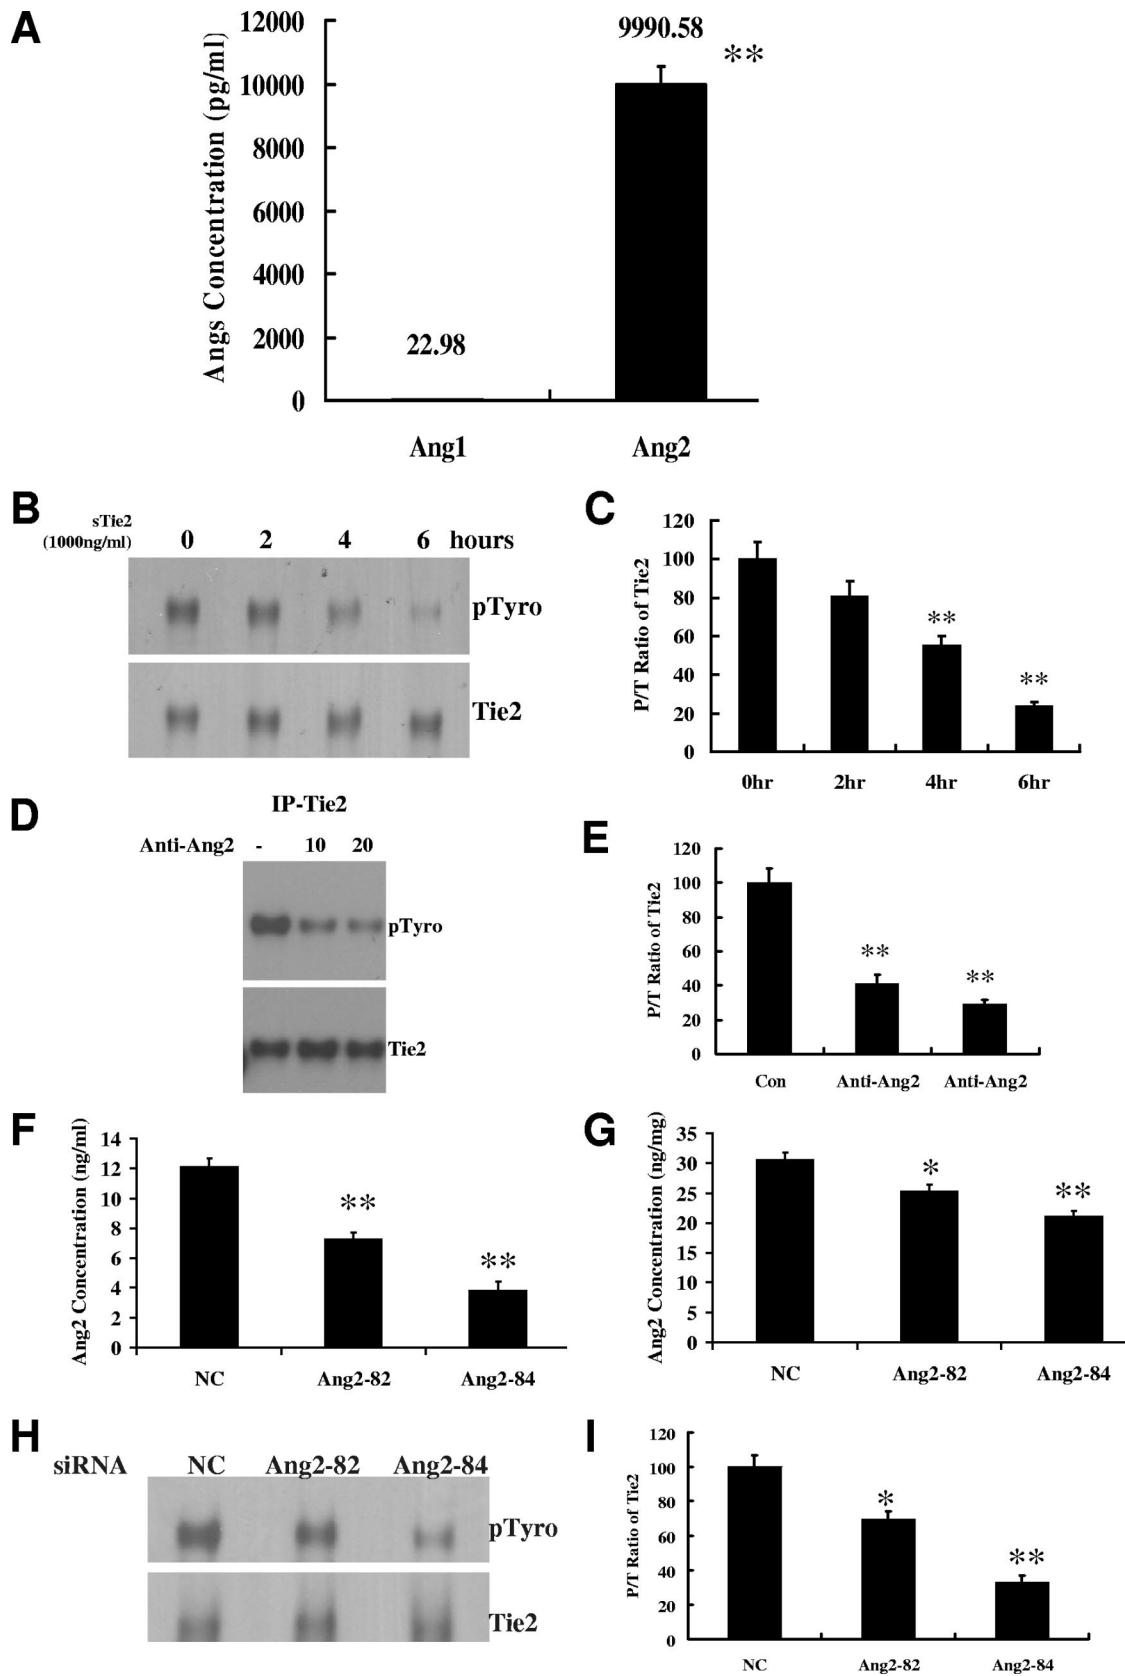 A
Angs Concentration (pg/ml)
12000
10000
8000
6000
4000
2000
0
22.98
9990.58
**
Ang1 Ang2
B
sTie2
(1000ng/ml) 0 2 4 6 hours
pTyro
Tie2
C
P/T Ratio of Tie2
120
100
80
60
40
20
0
**
**
0hr 2hr 4hr 6hr
D
IP-Tie2
Anti-Ang2 - 10 20
pTyro
Tie2
E
P/T Ratio of Tie2
120
100
80
60
40
20
0
**
**
Con Anti-Ang2 Anti-Ang2
F
Ang2 Concentration (ng/ml)
14
12
10
8
6
4
2
0
**
**
NC Ang2-82 Ang2-84
G
Ang2 Concentration (ng/mg)
35
30
25
20
15
10
5
0
*
**
NC Ang2-82 Ang2-84
H
siRNA NC Ang2-82 Ang2-84
pTyro
Tie2
I
P/T Ratio of Tie2
120
100
80
60
40
20
0
*
**
NC Ang2-82 Ang2-84